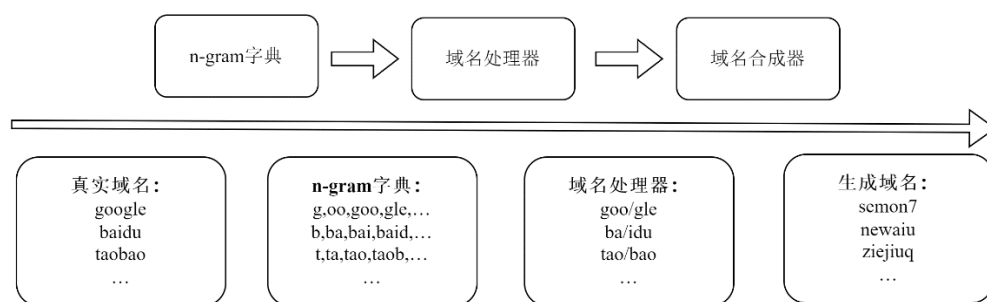 n-gram字典
域名处理器
域名合成器
真实域名：
google
baidu
taobao
…
n-gram字典：
g,oo,goo,gle,…
b,ba,bai,baid,…
t,ta,tao,taob,…
…
域名处理器：
goo/gle
ba/idu
tao/bao
…
生成域名：
semon7
newaiu
ziejiuq
…